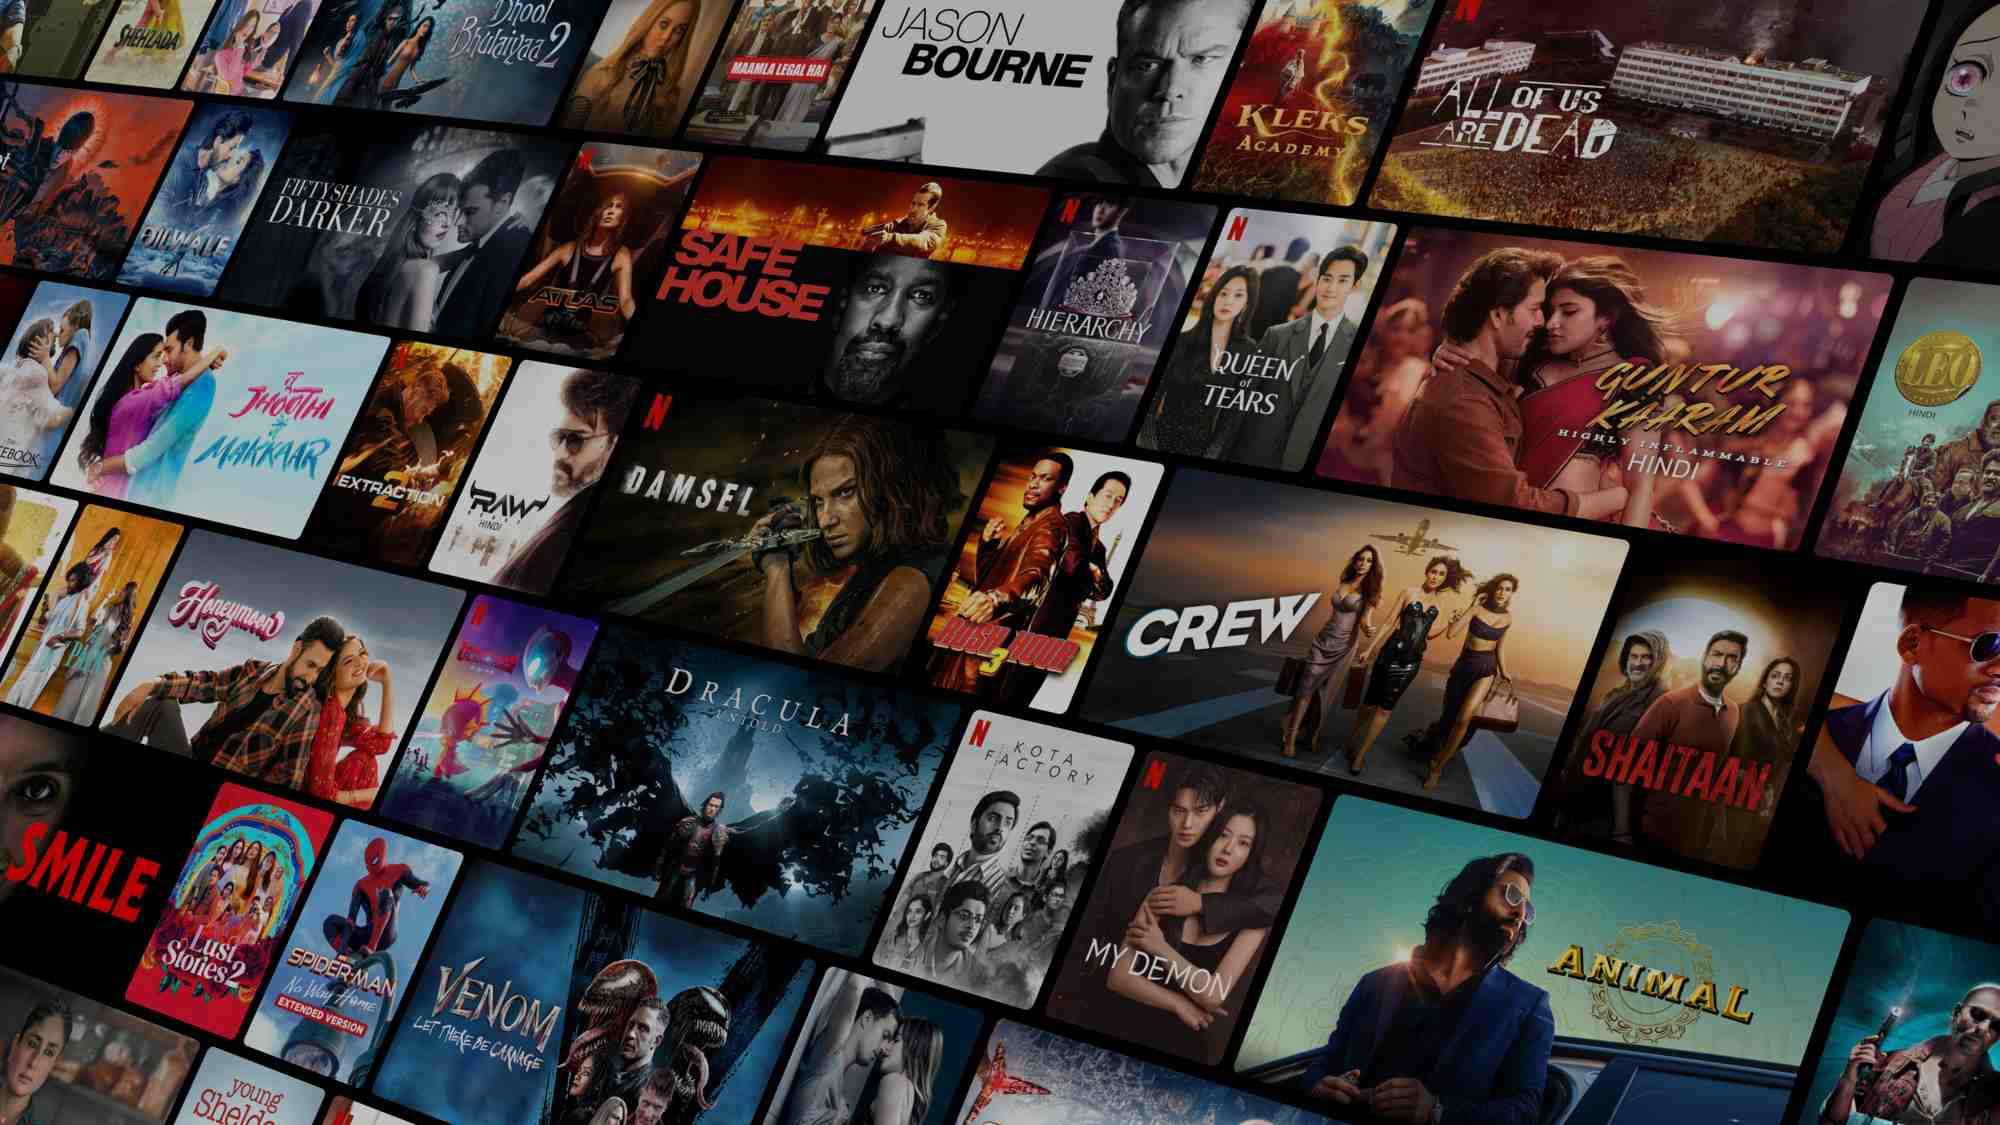 SHEHZADA
Bhool
Bhulaiyaa 2
MAAMLA LEGAL HAI
JASON
BOURNE
KLEKS
ACADEMY
N
ALL OF US
ARE DEAD
DILWALE
FIFTY SHADES
DARKER
ATLAS
SAFE
HOUSE
N
HIERARCHY
N
QUEEN
of
TEARS
GUNTUR
KAARAM
HIGHLY INFLAMMABLE
HINDI
LEO
HINDI
EBOOK
तू
JHOOTHI
मैं
MAKKAAR
N
EXTRACTION
2
RAW
HINDI
N
DAMSEL
RUSH HOUR
3
CREW
SHAITAAN
Honeymoon
N
DRACULA
UNTOLD
N
KOTA
FACTORY
N
MY DEMON
ANIMAL
SMILE
Lust
Stories 2
SPIDER-MAN
No Way Home
EXTENDED VERSION
VENOM
LET THERE BE CARNAGE
young
Sheldo
N